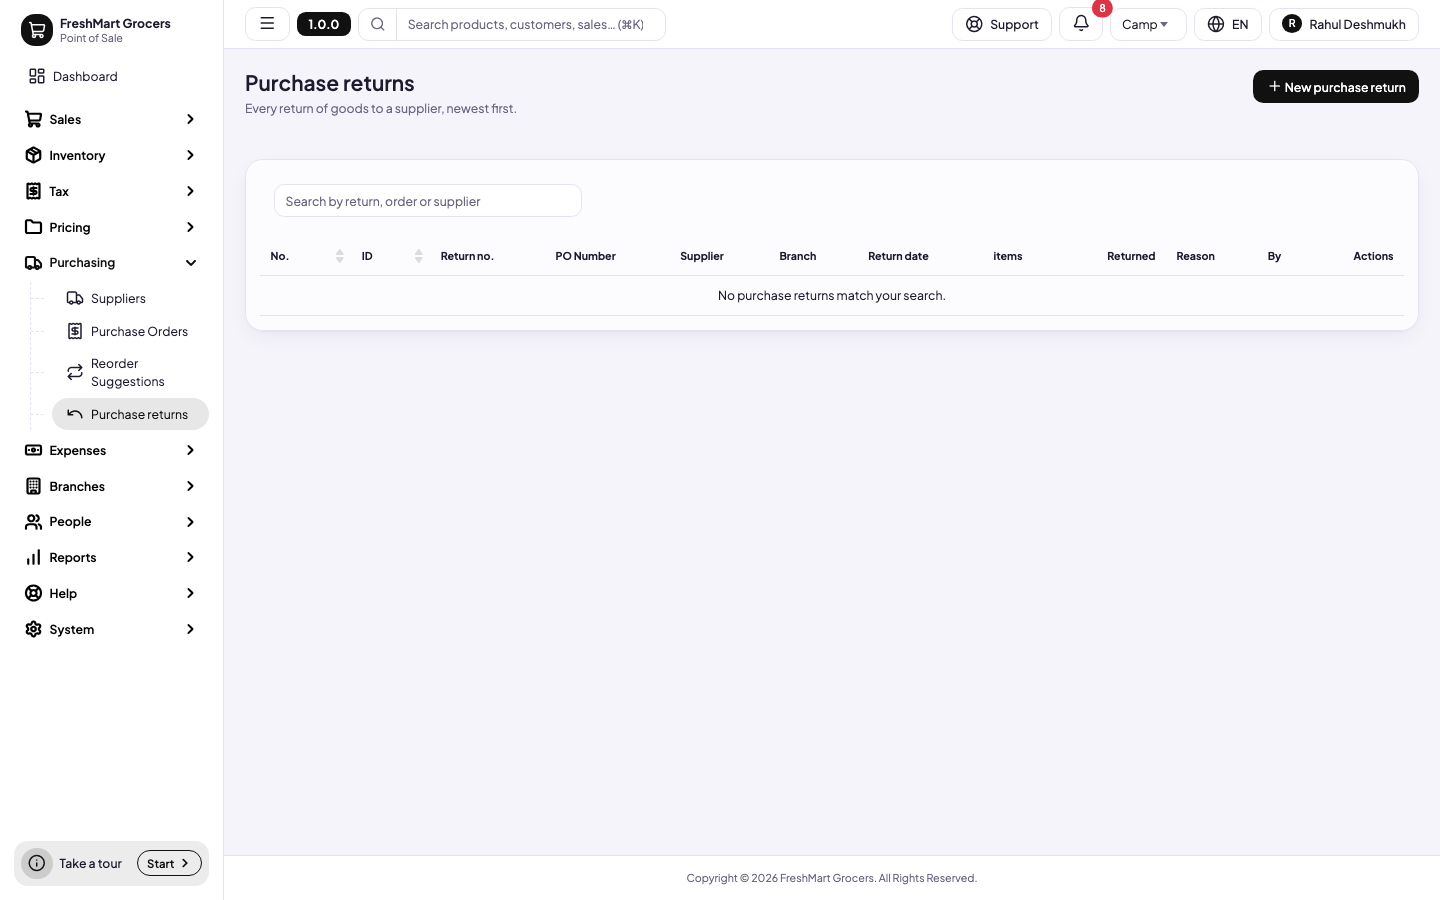 FreshMart Grocers
Point of Sale
Dashboard
Sales
Inventory
Tax
Pricing
Purchasing
Suppliers
Purchase Orders
Reorder
Suggestions
Purchase returns
Expenses
Branches
People
Reports
Help
System
Take a tour
Start
1.0.0
Search products, customers, sales... (⌘K)
Support
8
Camp
EN
R
Rahul Deshmukh
Purchase returns
Every return of goods to a supplier, newest first.
New purchase return
Search by return, order or supplier
No. ID Return no. PO Number Supplier Branch Return date items Returned Reason By Actions
No purchase returns match your search.
Copyright © 2026 FreshMart Grocers. All Rights Reserved.